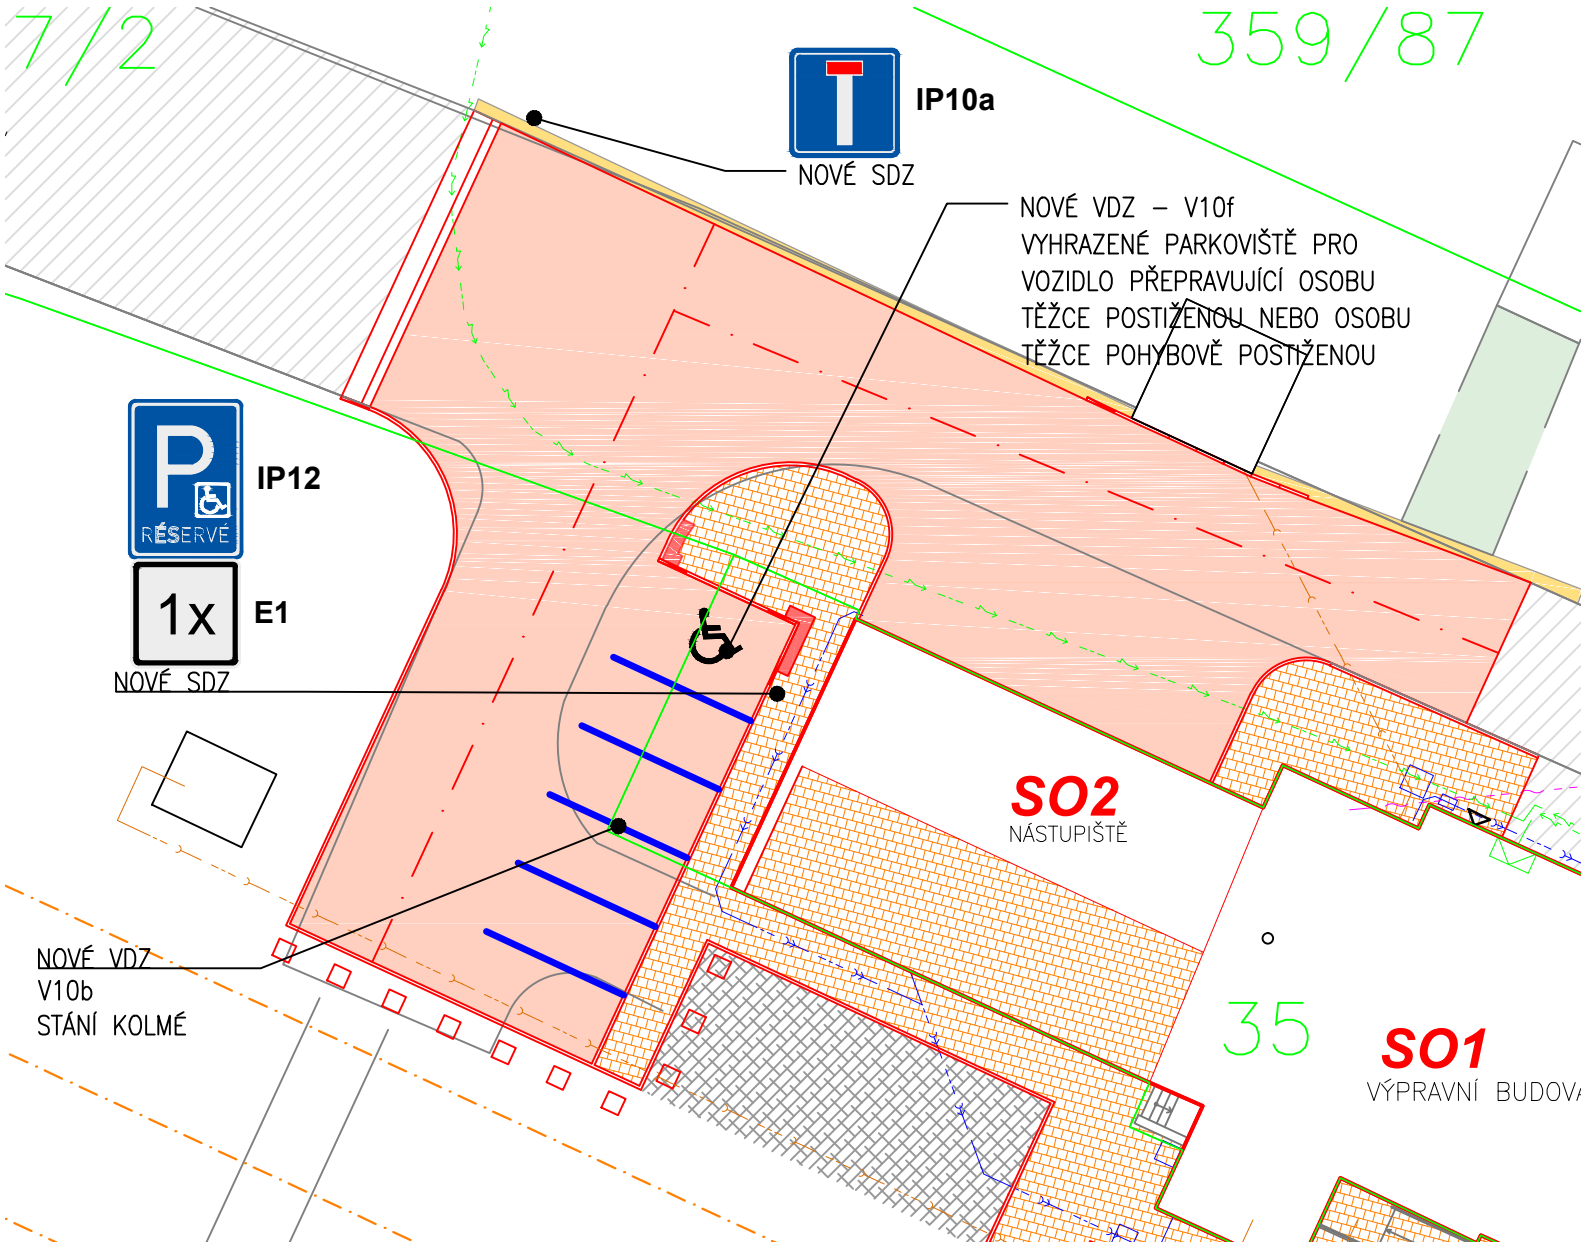 7/2
359/87
IP10a
NOVÉ SDZ
NOVÉ VDZ – V10f
VYHRAZENÉ PARKOVIŠTĚ PRO
VOZIDLO PŘEPRAVUJÍCÍ OSOBU
TĚŽCE POSTIŽENOU NEBO OSOBU
TĚŽCE POHYBOVĚ POSTIŽENOU
P
RÉSERVÉ
IP12
1x
E1
NOVÉ SDZ
SO2
NÁSTUPIŠTĚ
NOVÉ VDZ
V10b
STÁNÍ KOLMÉ
35
SO1
VÝPRAVNÍ BUDOVA